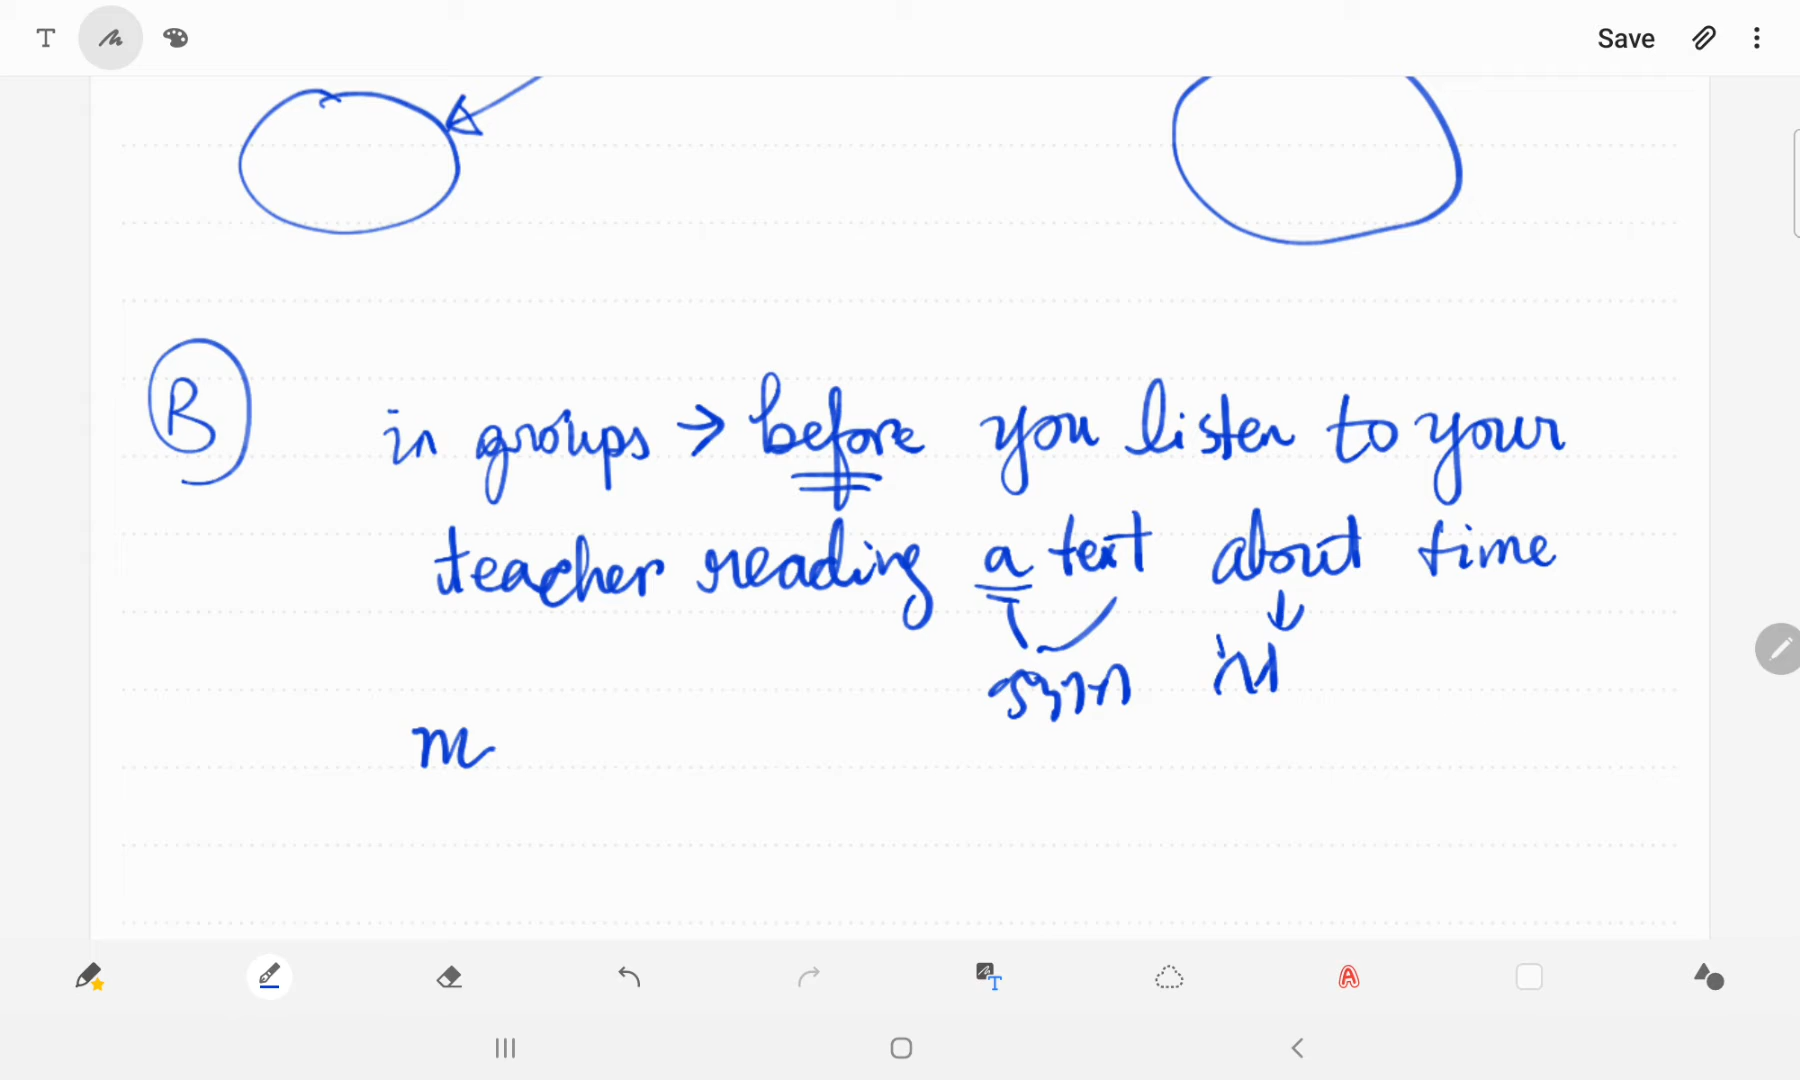 Save
B in groups → before you listen to your
teacher reading a text about time
m